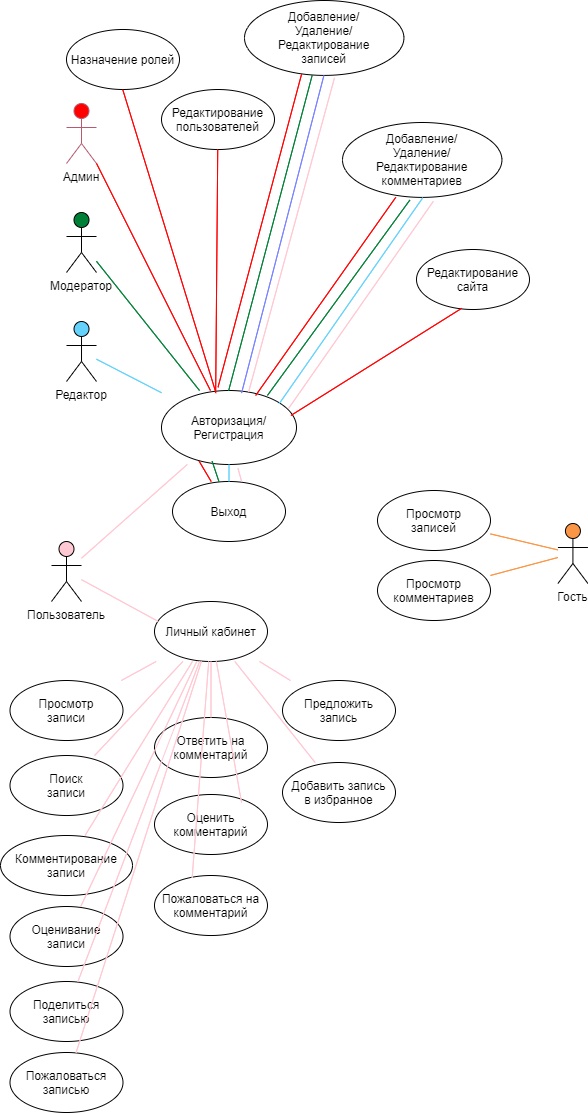 Добавление/
Удаление/
Редактирование
записей
Назначение ролей
Редактирование
пользователей
Добавление/
Удаление/
Редактирование
комментариев
Админ
Модератор
Редактирование
сайта
Редактор
Авторизация/
Регистрация
Выход
Просмотр
записей
Просмотр
комментариев
Гость
Пользователь
Личный кабинет
Просмотр
записи
Предложить
запись
Ответить на
комментарий
Поиск
записи
Добавить запись
в избранное
Оценить
комментарий
Комментирование
записи
Пожаловаться на
комментарий
Оценивание
записи
Поделиться
записью
Пожаловаться
записью